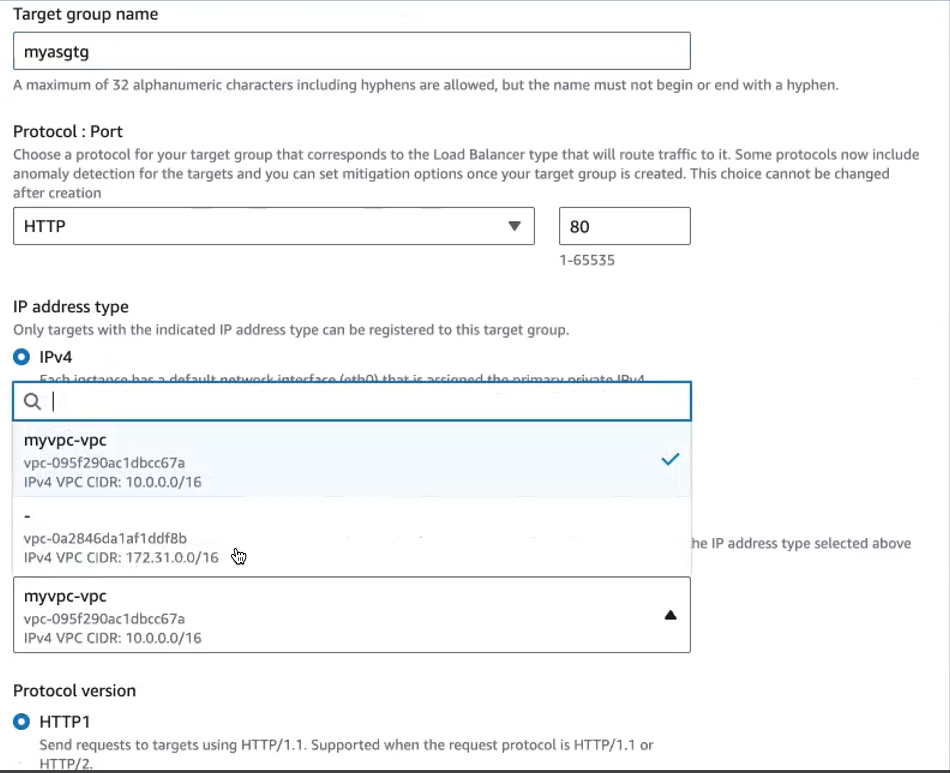 Target group name
myasgtg
A maximum of 32 alphanumeric characters including hyphens are allowed, but the name must not begin or end with a hyphen.
Protocol : Port
Choose a protocol for your target group that corresponds to the Load Balancer type that will route traffic to it. Some protocols now include
anomaly detection for the targets and you can set mitigation options once your target group is created. This choice cannot be changed
after creation
HTTP
80
1-65535
IP address type
Only targets with the indicated IP address type can be registered to this target group.
IPv4
Each instance has a default network interface (eth0) that is assigned the primary private IPv4
myvpc-vpc
vpc-095f290ac1dbcc67a
IPv4 VPC CIDR: 10.0.0.0/16
-
vpc-0a2846da1af1ddf8b
IPv4 VPC CIDR: 172.31.0.0/16
he IP address type selected above
myvpc-vpc
vpc-095f290ac1dbcc67a
IPv4 VPC CIDR: 10.0.0.0/16
Protocol version
HTTP1
Send requests to targets using HTTP/1.1. Supported when the request protocol is HTTP/1.1 or
HTTP/2.